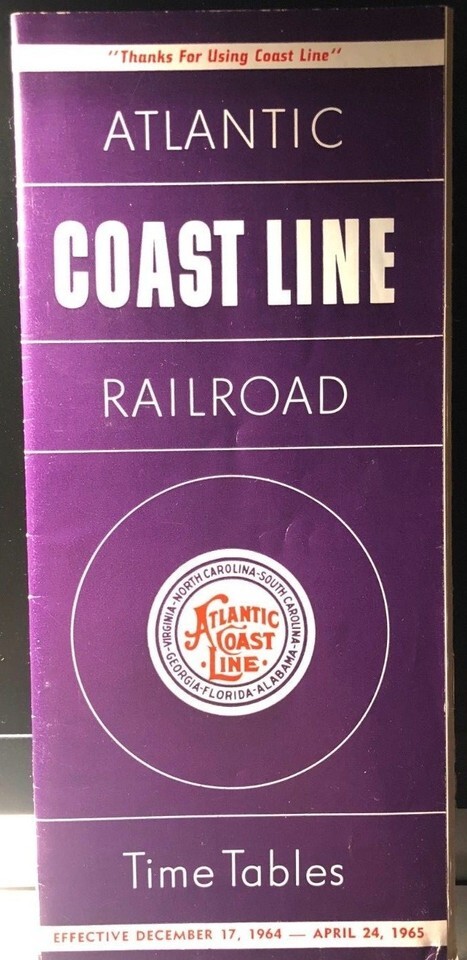 "Thanks For Using Coast Line"
ATLANTIC
COAST LINE
RAILROAD
VIRGINIA-NORTH CAROLINA-SOUTH CAROLINA-
ATLANTIC
COAST
·LINE·
GEORGIA-FLORIDA-ALABAMA-
Time Tables
EFFECTIVE DECEMBER 17, 1964 — APRIL 24, 1965